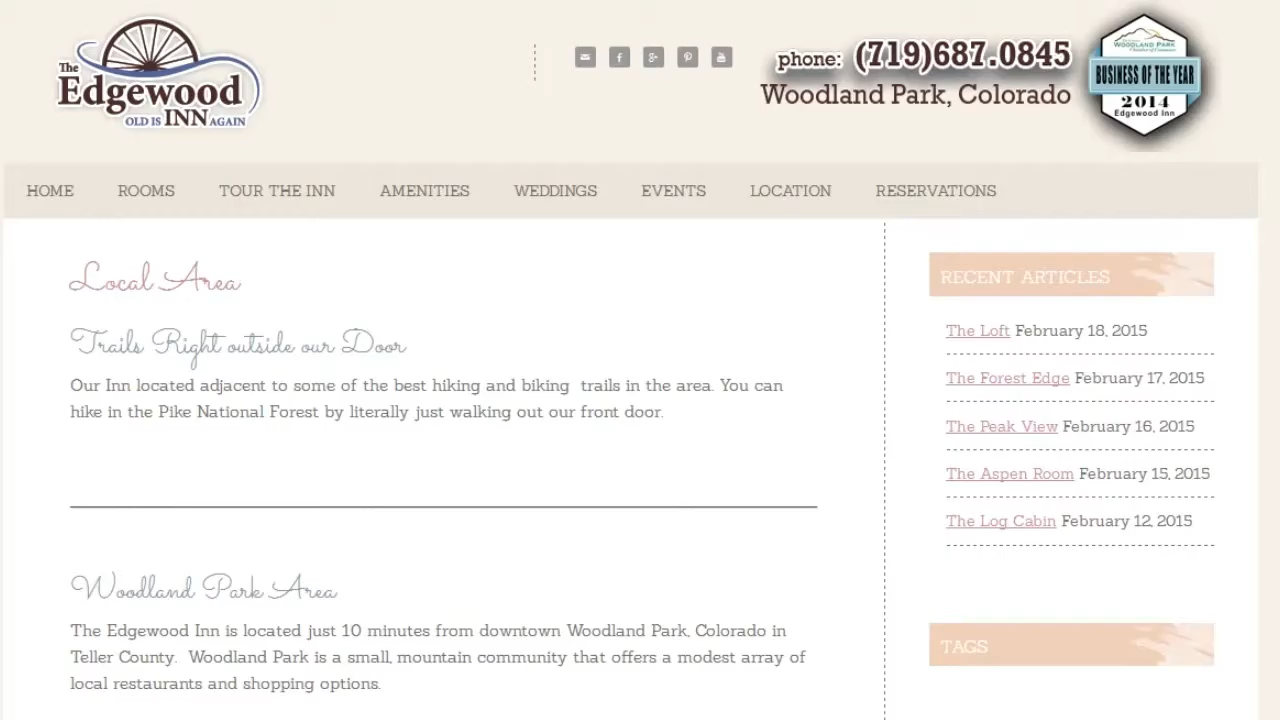 The
Edgewood
OLD IS INN AGAIN
phone: (719)687.0845
Woodland Park, Colorado
WOODLAND PARK
BUSINESS OF THE YEAR
2014
Edgewood Inn
HOME ROOMS TOUR THE INN AMENITIES WEDDINGS EVENTS LOCATION RESERVATIONS
Local Area
Trails Right outside our Door
Our Inn located adjacent to some of the best hiking and biking  trails in the area. You can
hike in the Pike National Forest by literally just walking out our front door.
Woodland Park Area
The Edgewood Inn is located just 10 minutes from downtown Woodland Park, Colorado in
Teller County.  Woodland Park is a small, mountain community that offers a modest array of
local restaurants and shopping options.
RECENT ARTICLES
The Loft February 18, 2015
The Forest Edge February 17, 2015
The Peak View February 16, 2015
The Aspen Room February 15, 2015
The Log Cabin February 12, 2015
TAGS